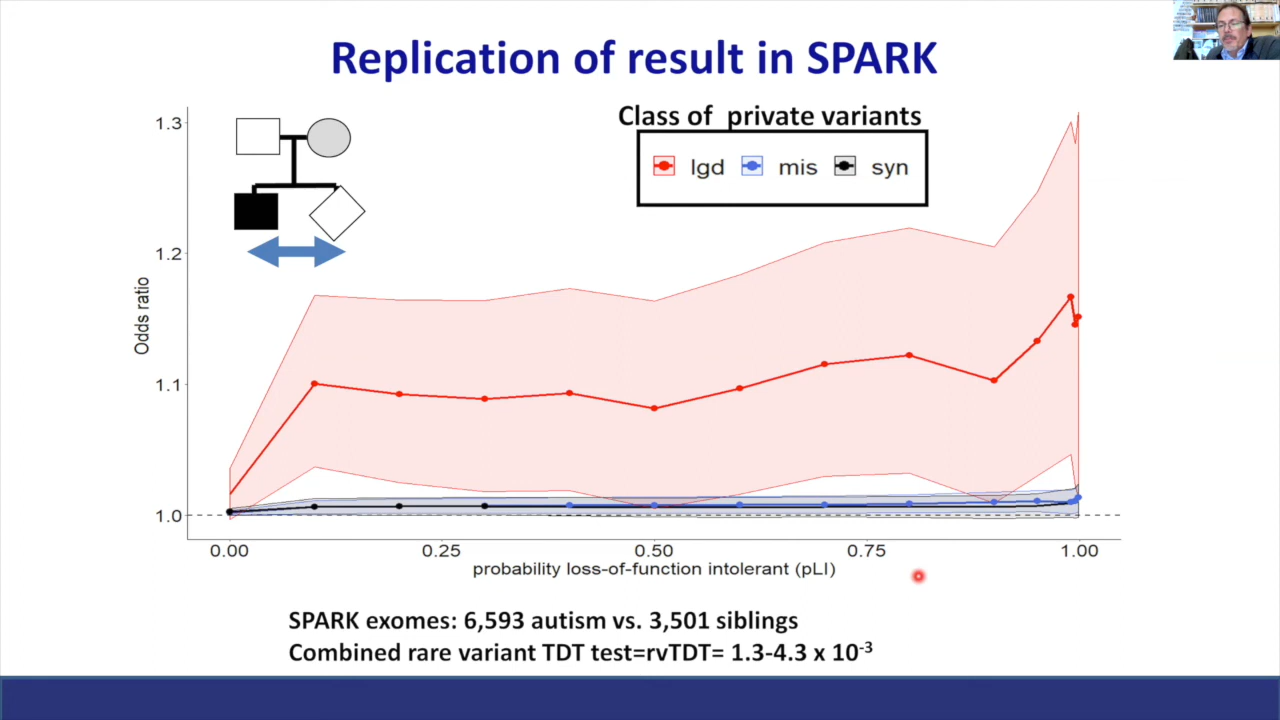 Replication of result in SPARK
Class of private variants
lgd mis syn
1.3
1.2
1.1
1.0
Odds ratio
0.00 0.25 0.50 0.75 1.00
probability loss-of-function intolerant (pLI)
SPARK exomes: 6,593 autism vs. 3,501 siblings
Combined rare variant TDT test=rvTDT= 1.3-4.3 x 10-3